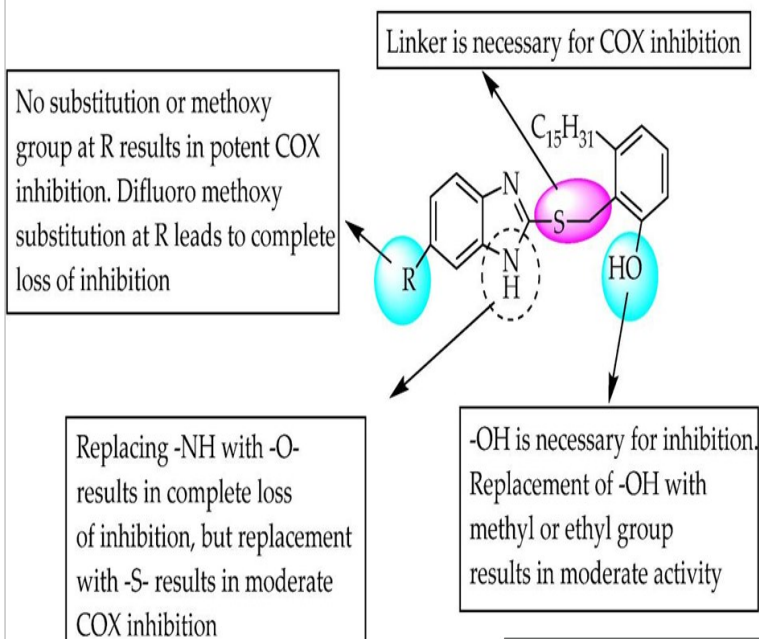 Linker is necessary for COX inhibition
No substitution or methoxy
group at R results in potent COX
inhibition. Difluoro methoxy
substitution at R leads to complete
loss of inhibition
C15H31
N
S
N
H
R
HO
Replacing -NH with -O-
results in complete loss
of inhibition, but replacement
with -S- results in moderate
COX inhibition
-OH is necessary for inhibition.
Replacement of -OH with
methyl or ethyl group
results in moderate activity